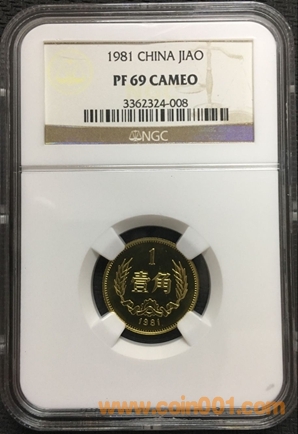 1981 CHINA JIAO
PF 69 CAMEO
3362324-008
NGC
1
壹角
1981
www.coin001.com